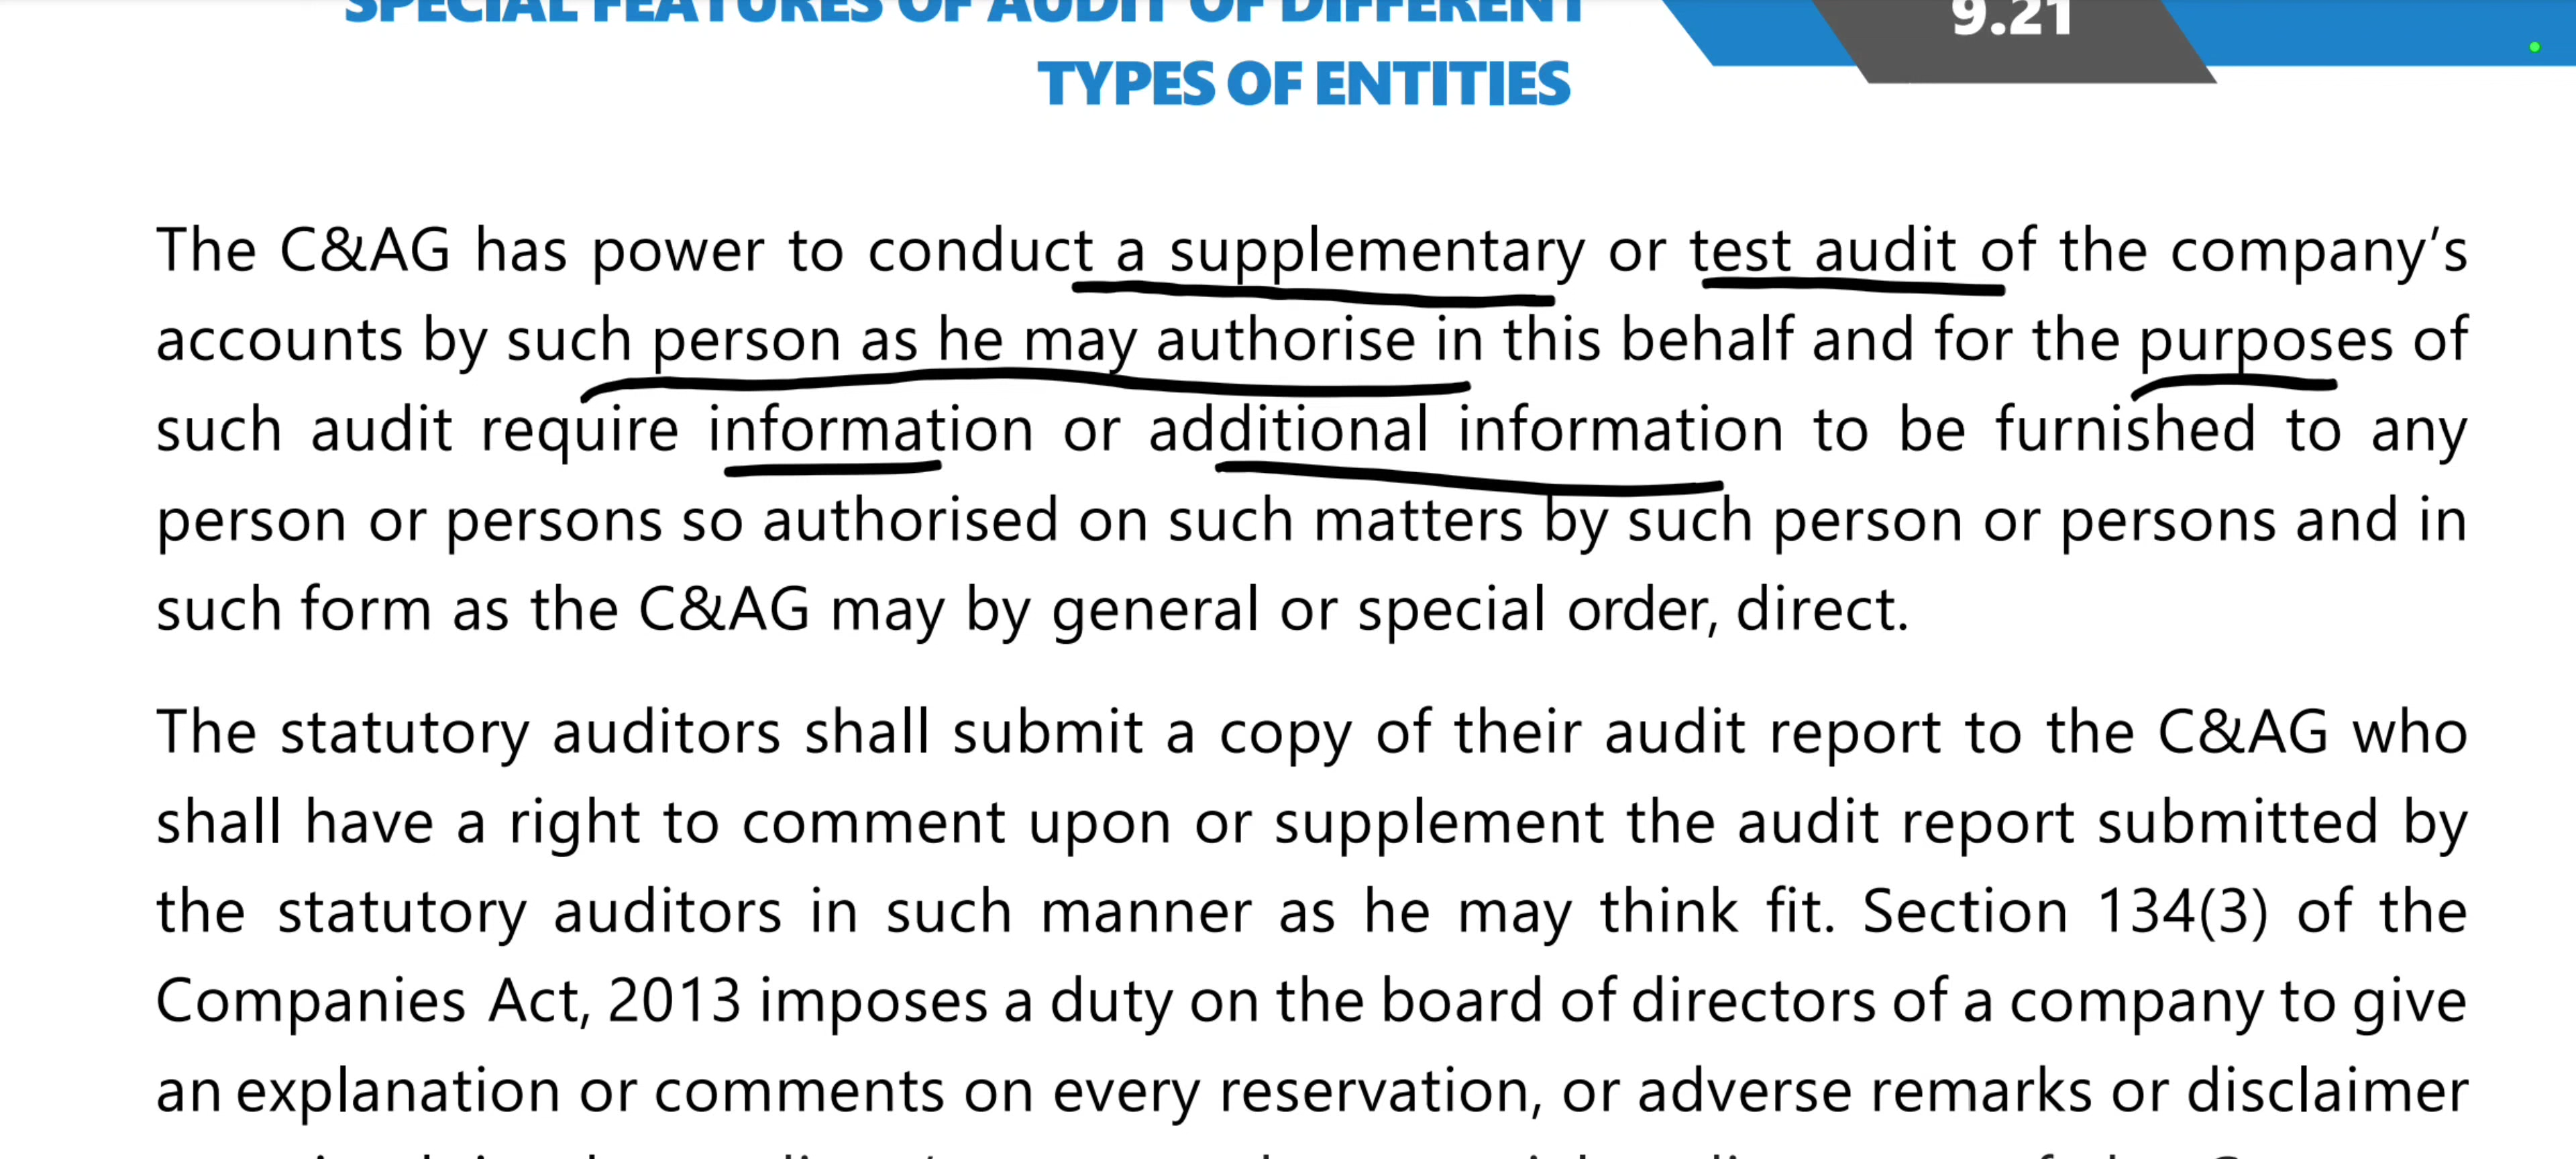 SPECIAL FEATURES OF AUDIT OF DIFFERENT
TYPES OF ENTITIES
9.21
The C&AG has power to conduct a supplementary or test audit of the company’s
accounts by such person as he may authorise in this behalf and for the purposes of
such audit require information or additional information to be furnished to any
person or persons so authorised on such matters by such person or persons and in
such form as the C&AG may by general or special order, direct.
The statutory auditors shall submit a copy of their audit report to the C&AG who
shall have a right to comment upon or supplement the audit report submitted by
the statutory auditors in such manner as he may think fit. Section 134(3) of the
Companies Act, 2013 imposes a duty on the board of directors of a company to give
an explanation or comments on every reservation, or adverse remarks or disclaimer